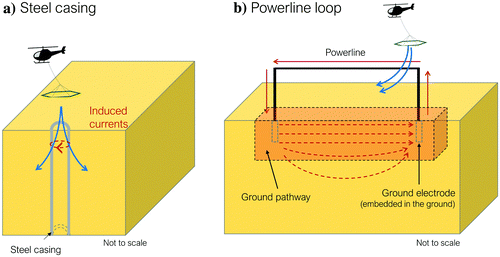 a) Steel casing
Induced
currents
Steel casing
Not to scale
b) Powerline loop
Powerline
Ground pathway
Ground electrode
(embedded in the ground)
Not to scale